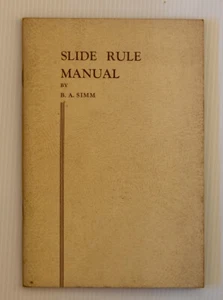 SLIDE RULE
MANUAL
BY
B. A. SIMM